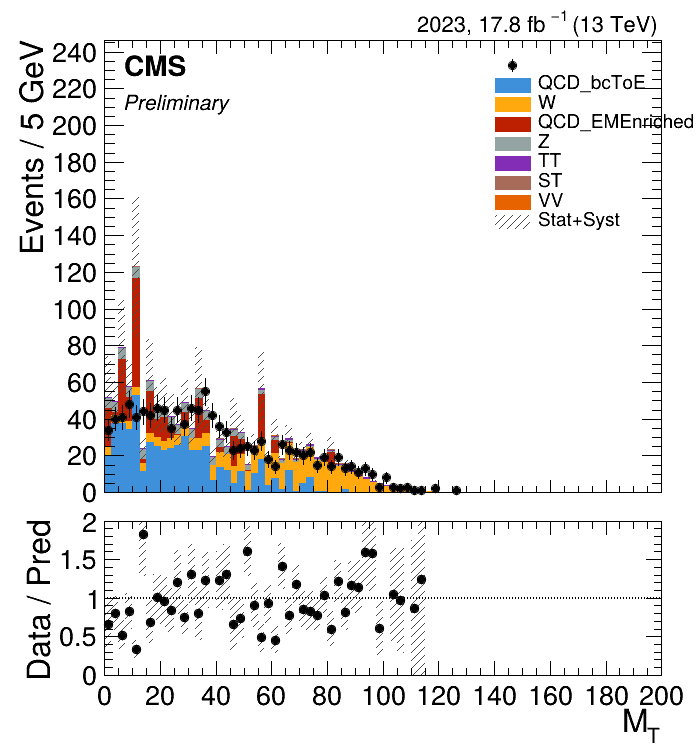 2023, 17.8 fb⁻¹ (13 TeV)
CMS
Preliminary
QCD_bcToE
W
QCD_EMEnriched
Z
TT
ST
VV
Stat+Syst
Events / 5 GeV
240
220
200
180
160
140
120
100
80
60
40
20
0
Data / Pred
2
1.5
1
0.5
0
0 20 40 60 80 100 120 140 160 180 200
M_T